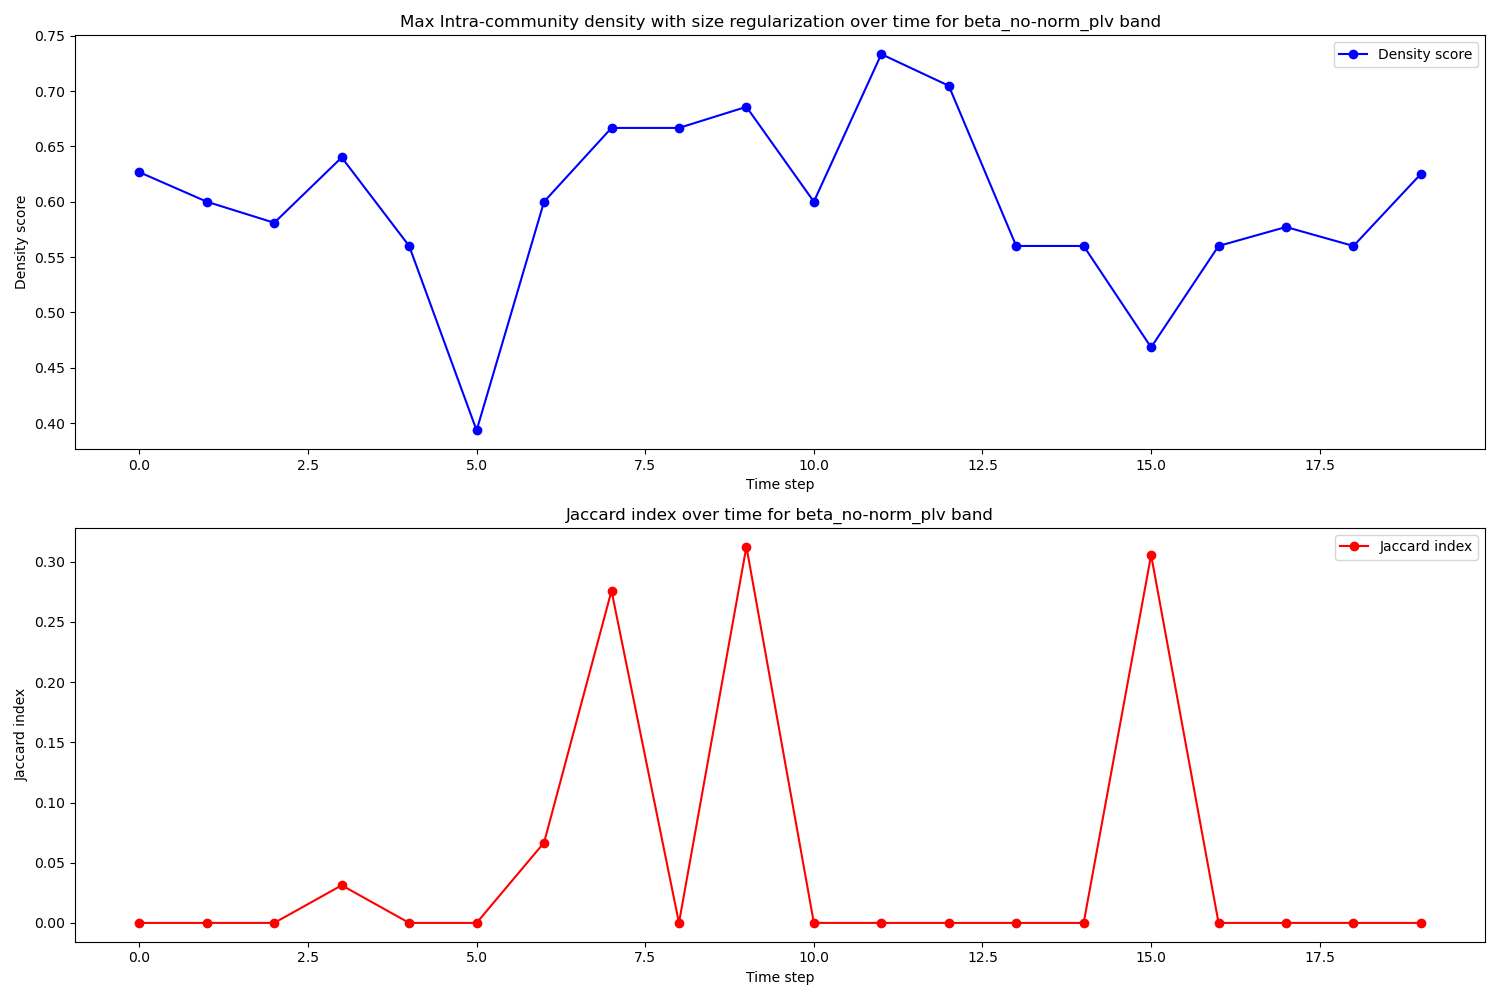 Max Intra-community density with size regularization over time for beta_no-norm_plv band
Density score
0.75
0.70
0.65
0.60
0.55
0.50
0.45
0.40
Density score
0.0 2.5 5.0 7.5 10.0 12.5 15.0 17.5
Time step
Jaccard index over time for beta_no-norm_plv band
Jaccard index
0.30
0.25
0.20
0.15
0.10
0.05
0.00
Jaccard index
0.0 2.5 5.0 7.5 10.0 12.5 15.0 17.5
Time step